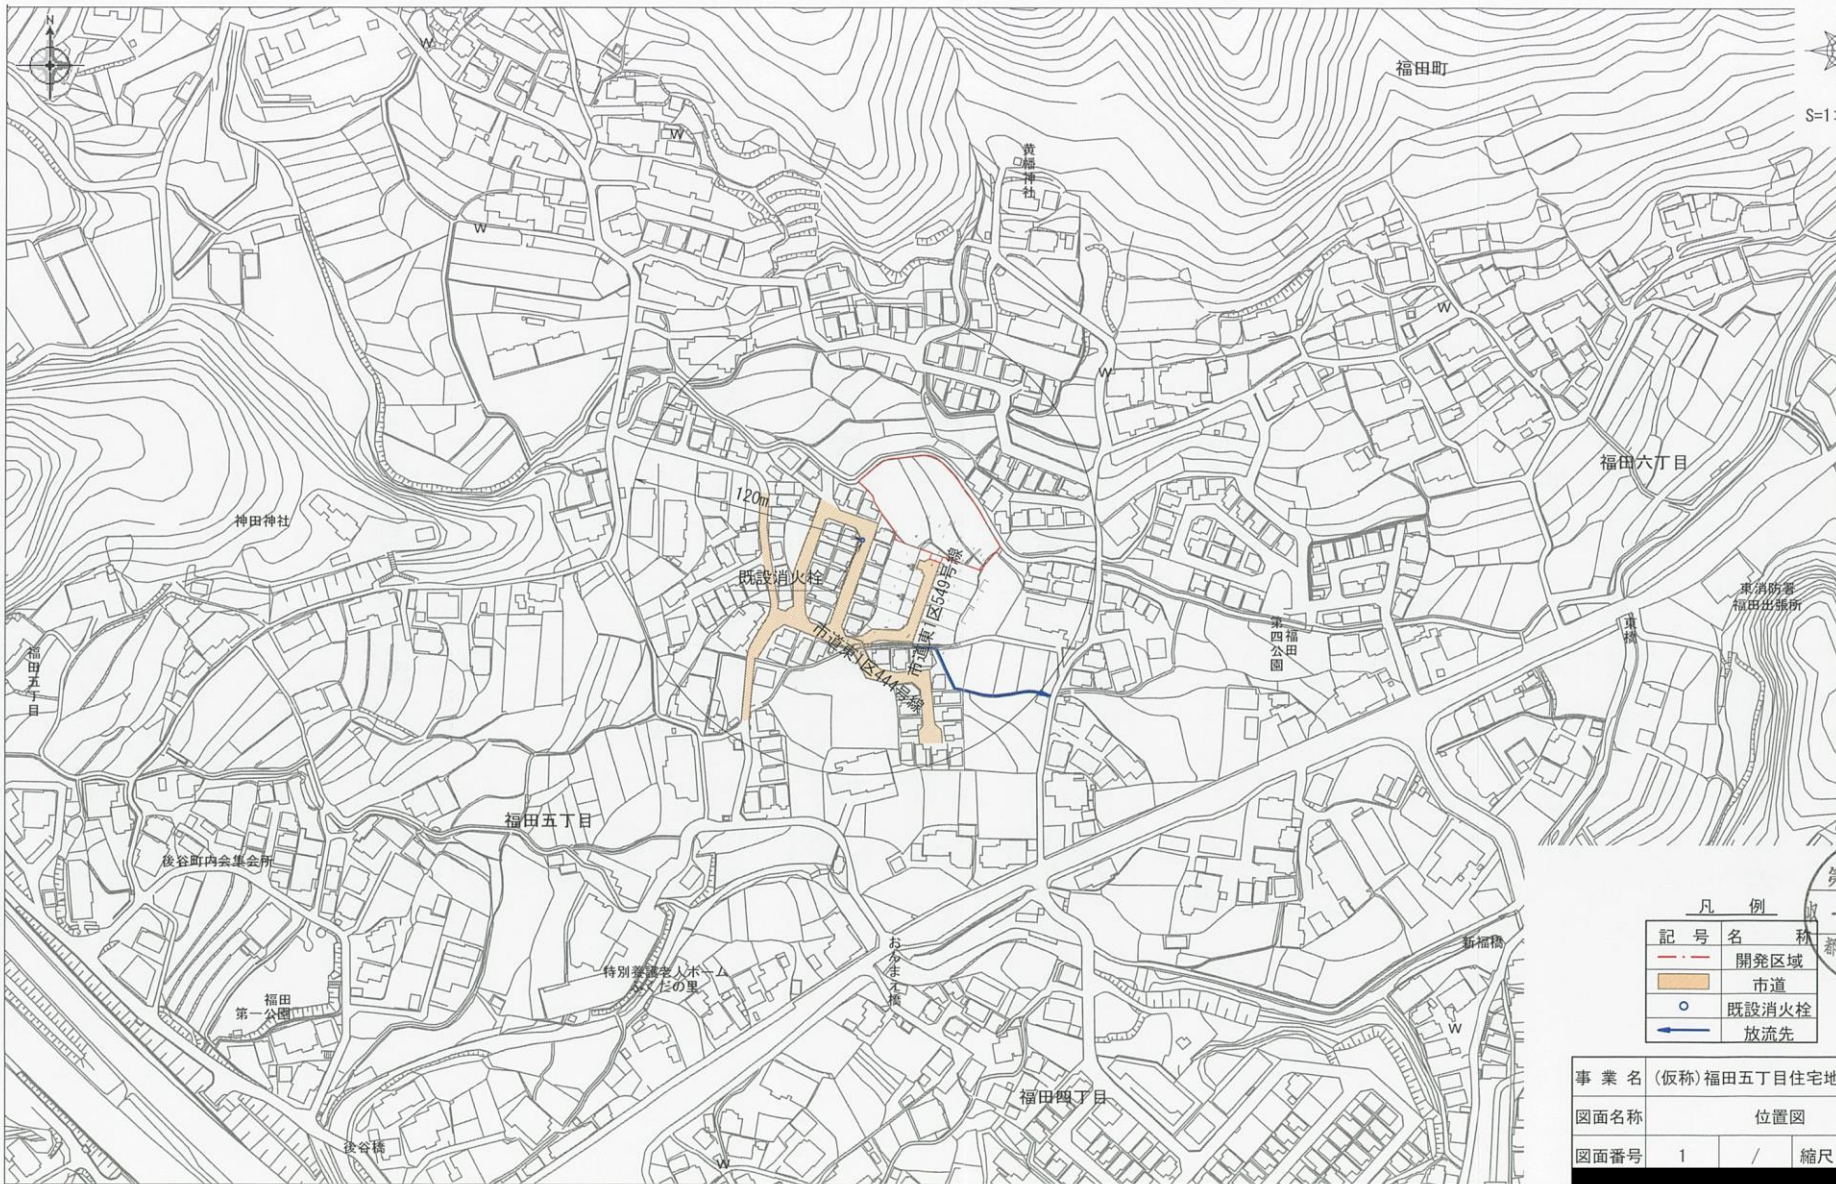 N
W
福田町
S=1:
W
黄幡神社
W
W
W
福田六丁目
120m
神田神社
既設消火栓
市道東1区549号線
市道東1区444号線
東消防署
福田出張所
東橋
福田
第四公園
福田五丁目
福田五丁目
後谷町内会集会所
おんまえ橋
新福橋
特別養護老人ホーム
ふくだの里
福田
第一公園
W
福田四丁目
後谷橋
W
凡 例
記 号 名 称
開発区域
市道
既設消火栓
放流先
事 業 名 (仮称)福田五丁目住宅地
図面名称 位置図
図面番号 1 / 縮尺